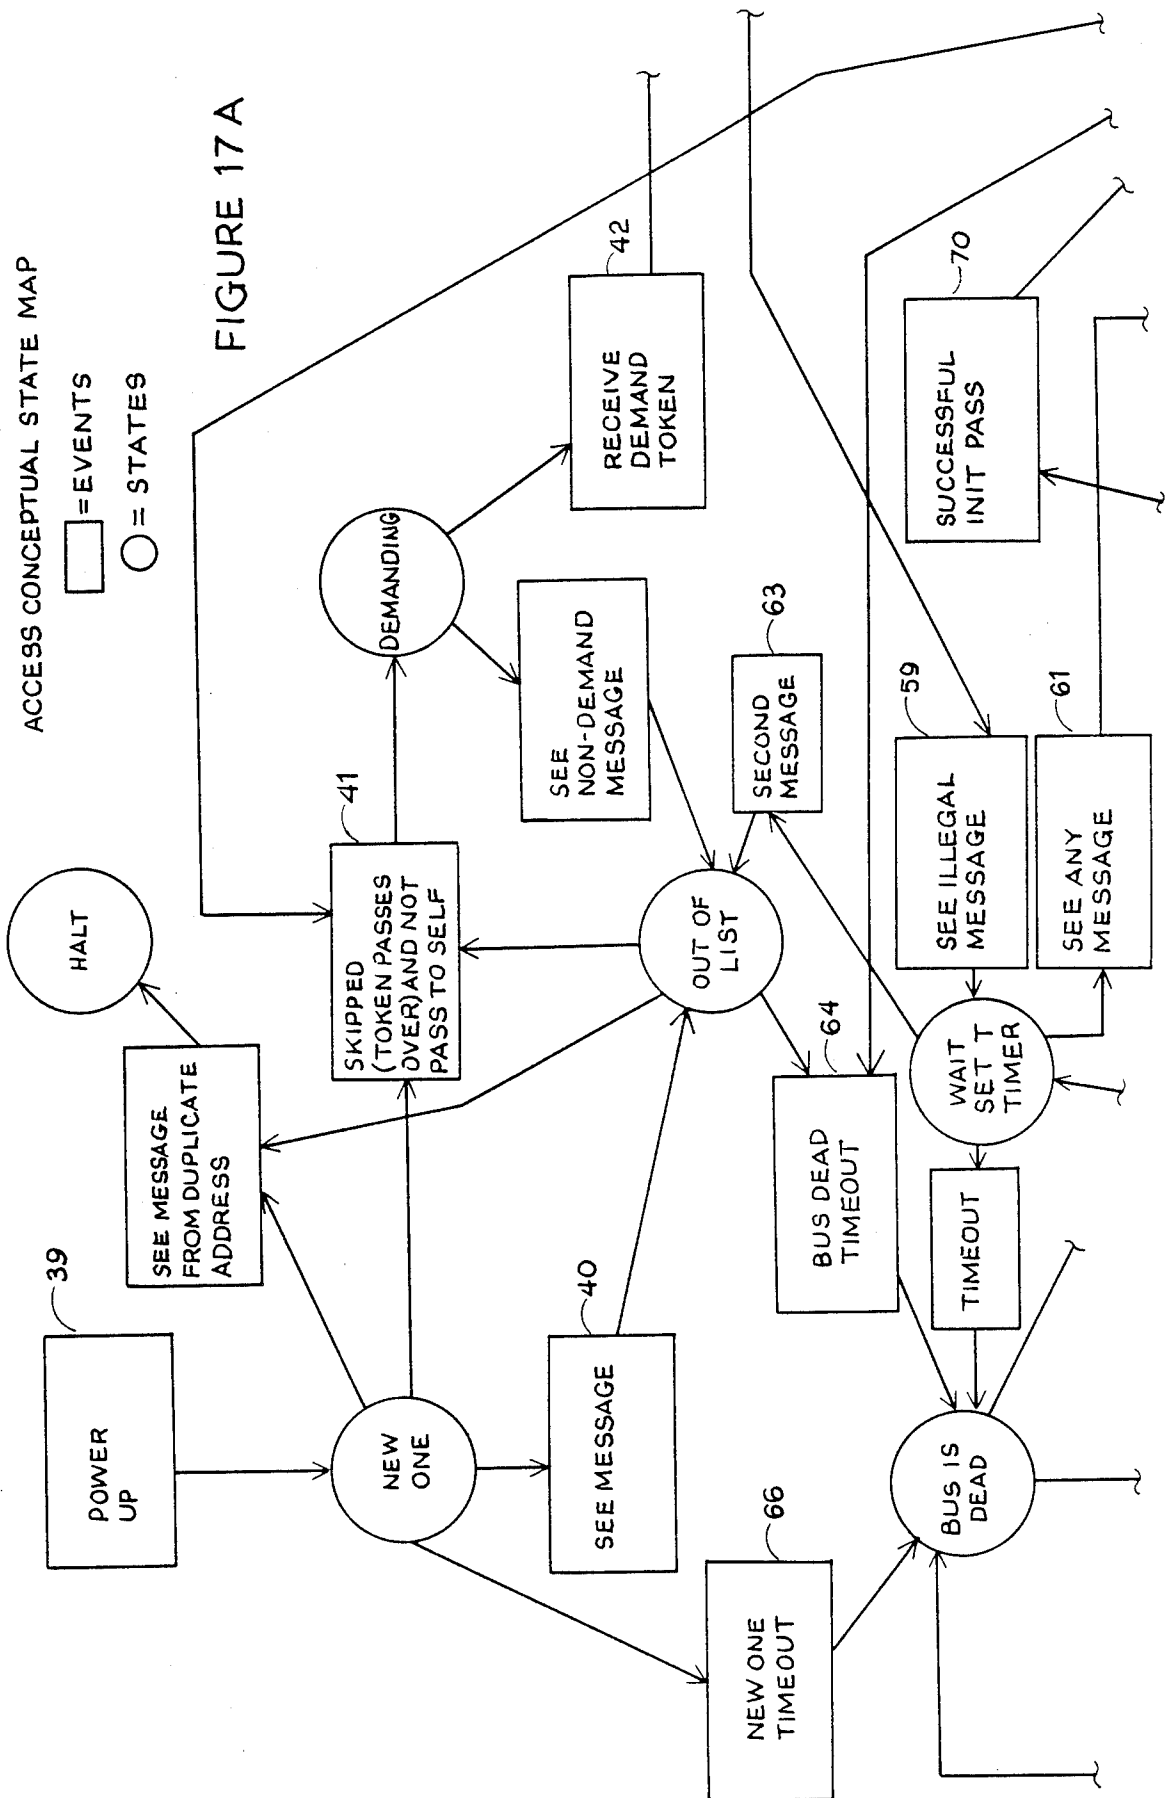 ACCESS CONCEPTUAL STATE MAP
= EVENTS
= STATES
FIGURE 17A
39
POWER
UP
SEE MESSAGE
FROM DUPLICATE
ADDRESS
HALT
NEW
ONE
41
SKIPPED
(TOKEN PASSES
OVER) AND NOT
PASS TO SELF
DEMANDING
42
RECEIVE
DEMAND
TOKEN
40
SEE MESSAGE
SEE
NON-DEMAND
MESSAGE
OUT OF
LIST
63
SECOND
MESSAGE
66
NEW ONE
TIMEOUT
64
BUS DEAD
TIMEOUT
59
SEE ILLEGAL
MESSAGE
70
SUCCESSFUL
INIT PASS
BUS IS
DEAD
TIMEOUT
WAIT
SET T
TIMER
61
SEE ANY
MESSAGE